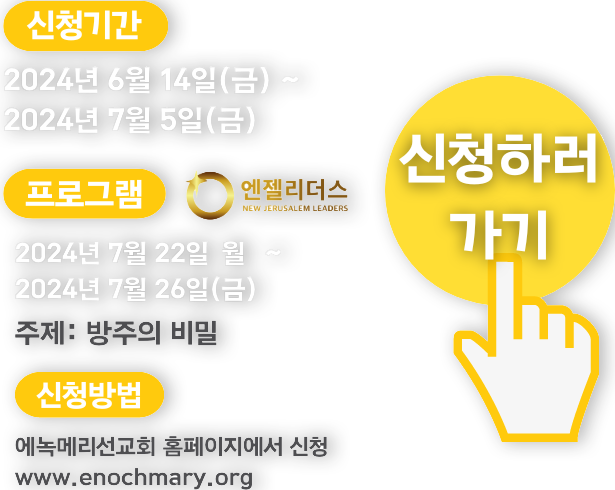 신청기간
2024년 6월 14일(금) ~
2024년 7월 5일(금)
신청하러
가기
프로그램
엔젤리더스
NEW JERUSALEM LEADERS
2024년 7월 22일 월 ~
2024년 7월 26일(금)
주제: 방주의 비밀
신청방법
에녹메리선교회 홈페이지에서 신청
www.enochmary.org